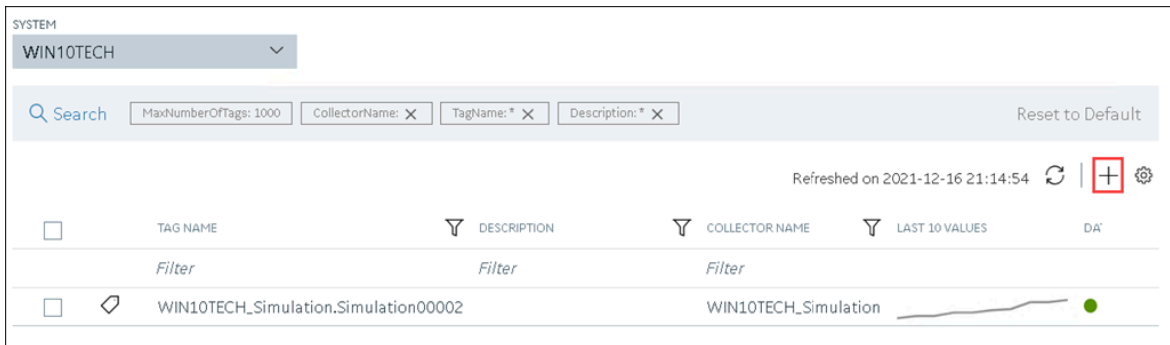 SYSTEM
WIN10TECH
Search MaxNumberOfTags: 1000 CollectorName: TagName: * Description: * Reset to Default
Refreshed on 2021-12-16 21:14:54
TAG NAME DESCRIPTION COLLECTOR NAME LAST 10 VALUES DAT
Filter Filter Filter
WIN10TECH_Simulation.Simulation00002 WIN10TECH_Simulation